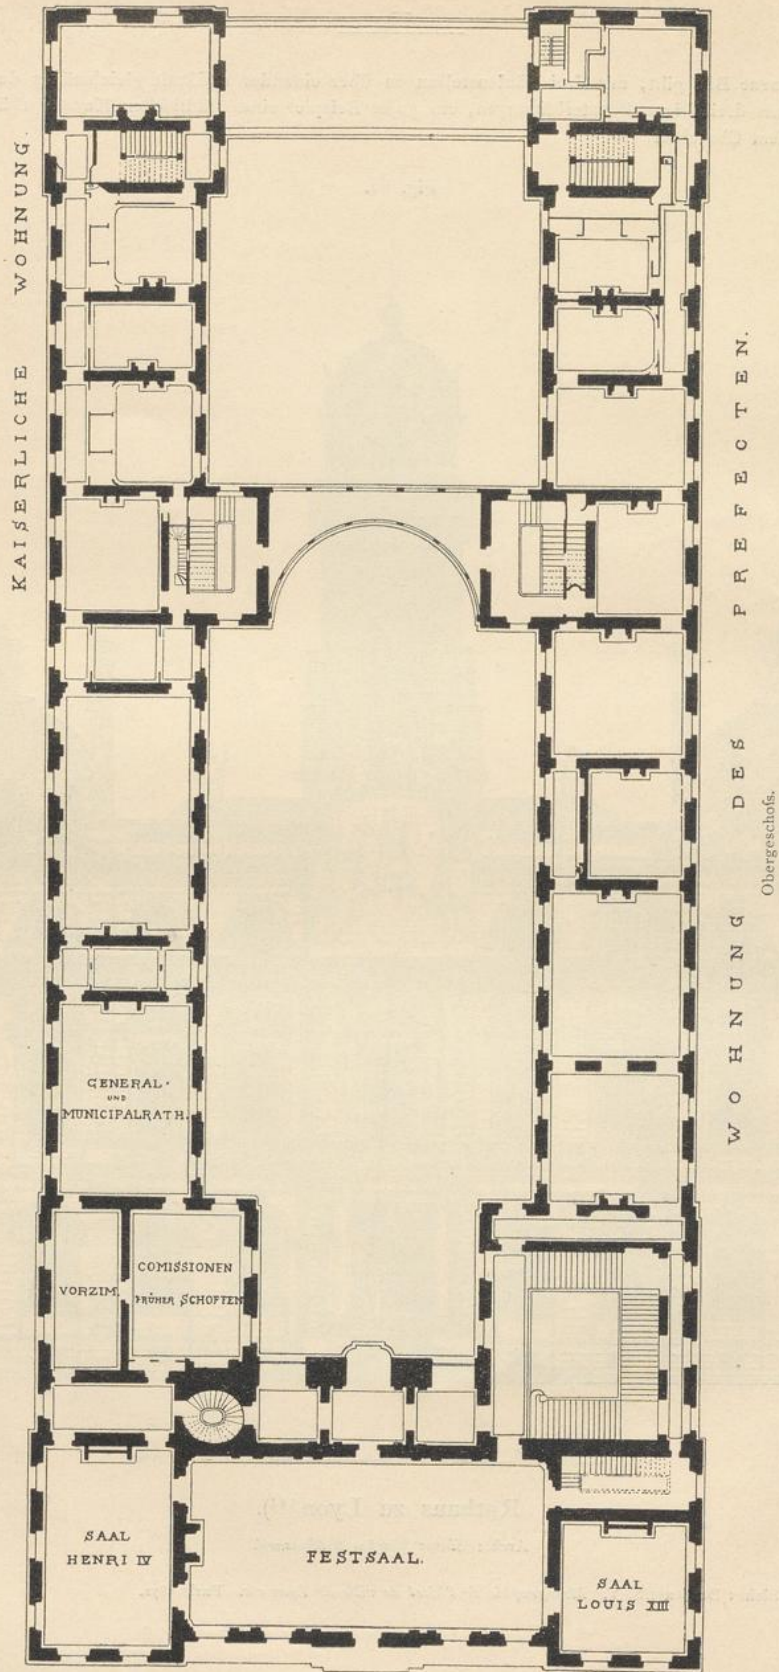 KAISERLICHE WOHNUNG.
WOHNUNG DES PREFECTEN.
Obergeschoſs.
GENERAL-
UND
MUNICIPALRATH.
VORZIM.
COMISSIONEN
FRÜHER SCHOFTEN
SAAL
HENRI IV
FESTSAAL.
SAAL
LOUIS XIII